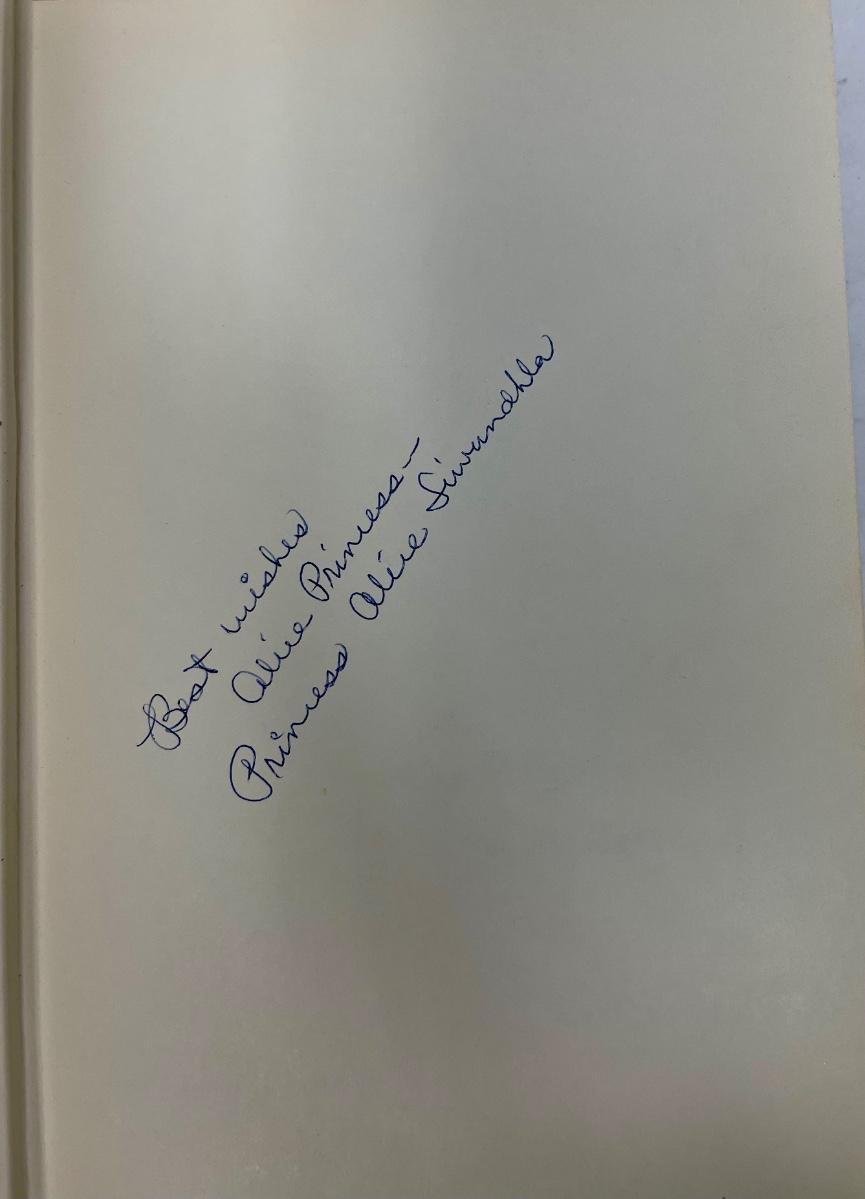 Best wishes
Alice Princess—
Princess Alice Siwundhla